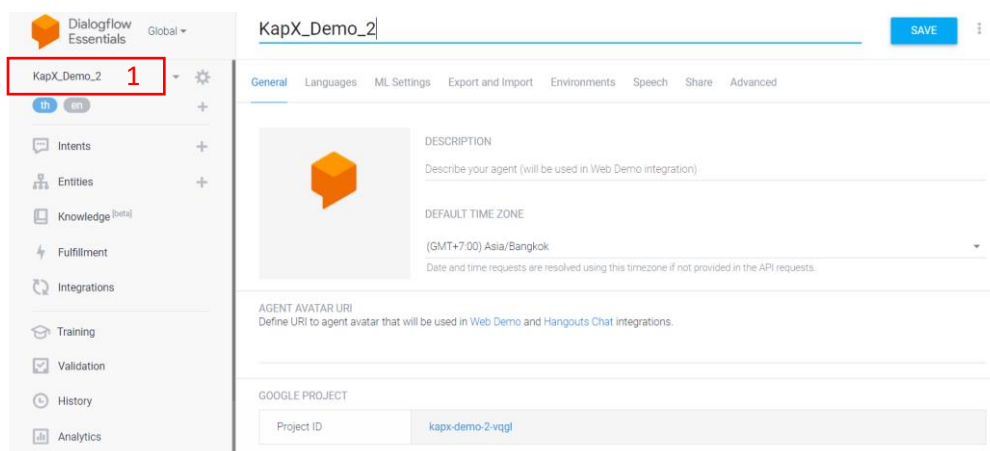 Dialogflow
Essentials
Global
KapX_Demo_2
SAVE
KapX_Demo_2
1
th
en
General
Languages
ML Settings
Export and Import
Environments
Speech
Share
Advanced
Intents
Entities
Knowledge [beta]
Fulfillment
Integrations
Training
Validation
History
Analytics
DESCRIPTION
Describe your agent (will be used in Web Demo integration)
DEFAULT TIME ZONE
(GMT+7:00) Asia/Bangkok
Date and time requests are resolved using this timezone if not provided in the API requests.
AGENT AVATAR URI
Define URI to agent avatar that will be used in Web Demo and Hangouts Chat integrations.
GOOGLE PROJECT
Project ID
kapx-demo-2-vqgl